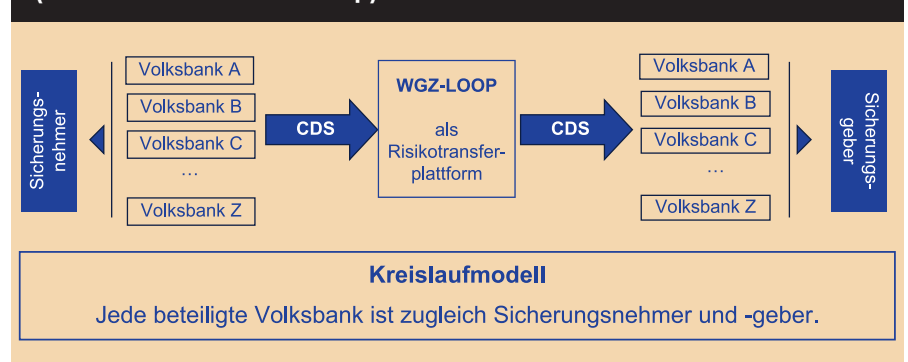 Sicherungs-
nehmer
Volksbank A
Volksbank B
Volksbank C
...
Volksbank Z
CDS
WGZ-LOOP
als
Risikotransfer-
plattform
CDS
Volksbank A
Volksbank B
Volksbank C
...
Volksbank Z
Sicherungs-
geber
Kreislaufmodell
Jede beteiligte Volksbank ist zugleich Sicherungsnehmer und -geber.